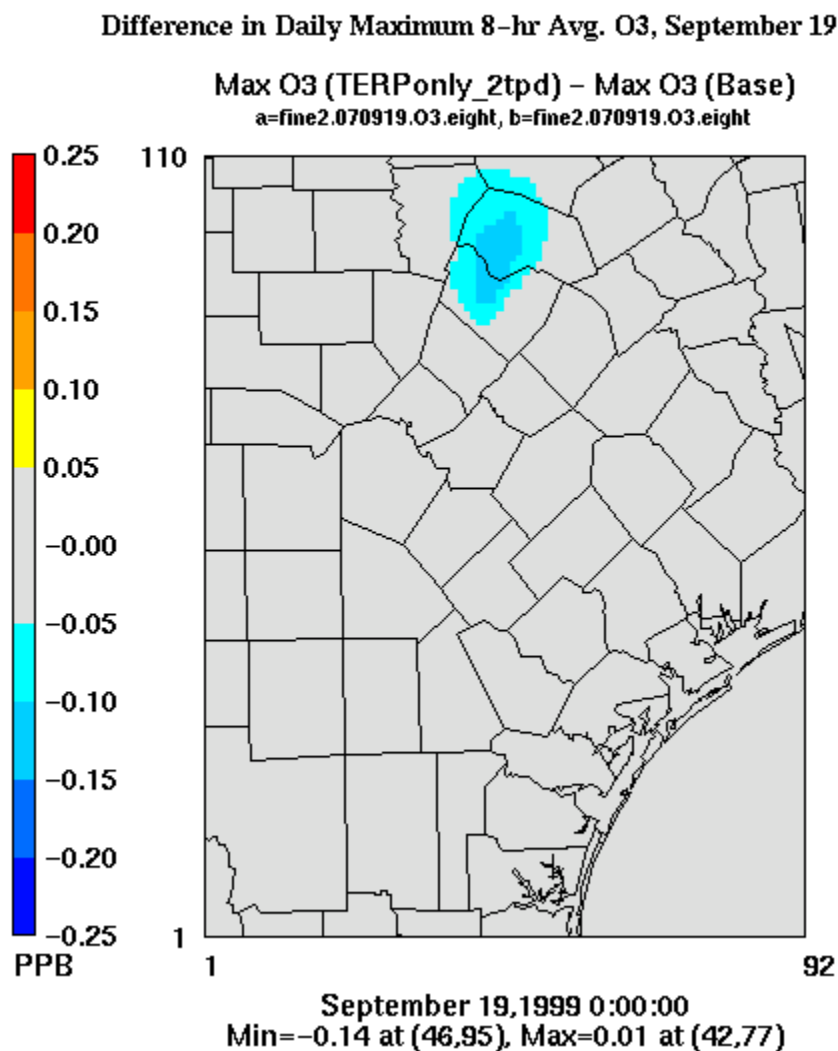 Difference in Daily Maximum 8-hr Avg. O3, September 19
Max O3 (TERPonly_2tpd) - Max O3 (Base)
a=fine2.070919.O3.eight, b=fine2.070919.O3.eight
0.25
0.20
0.15
0.10
0.05
-0.00
-0.05
-0.10
-0.15
-0.20
-0.25
PPB
110
1
1
92
September 19,1999 0:00:00
Min=-0.14 at (46,95), Max=0.01 at (42,77)